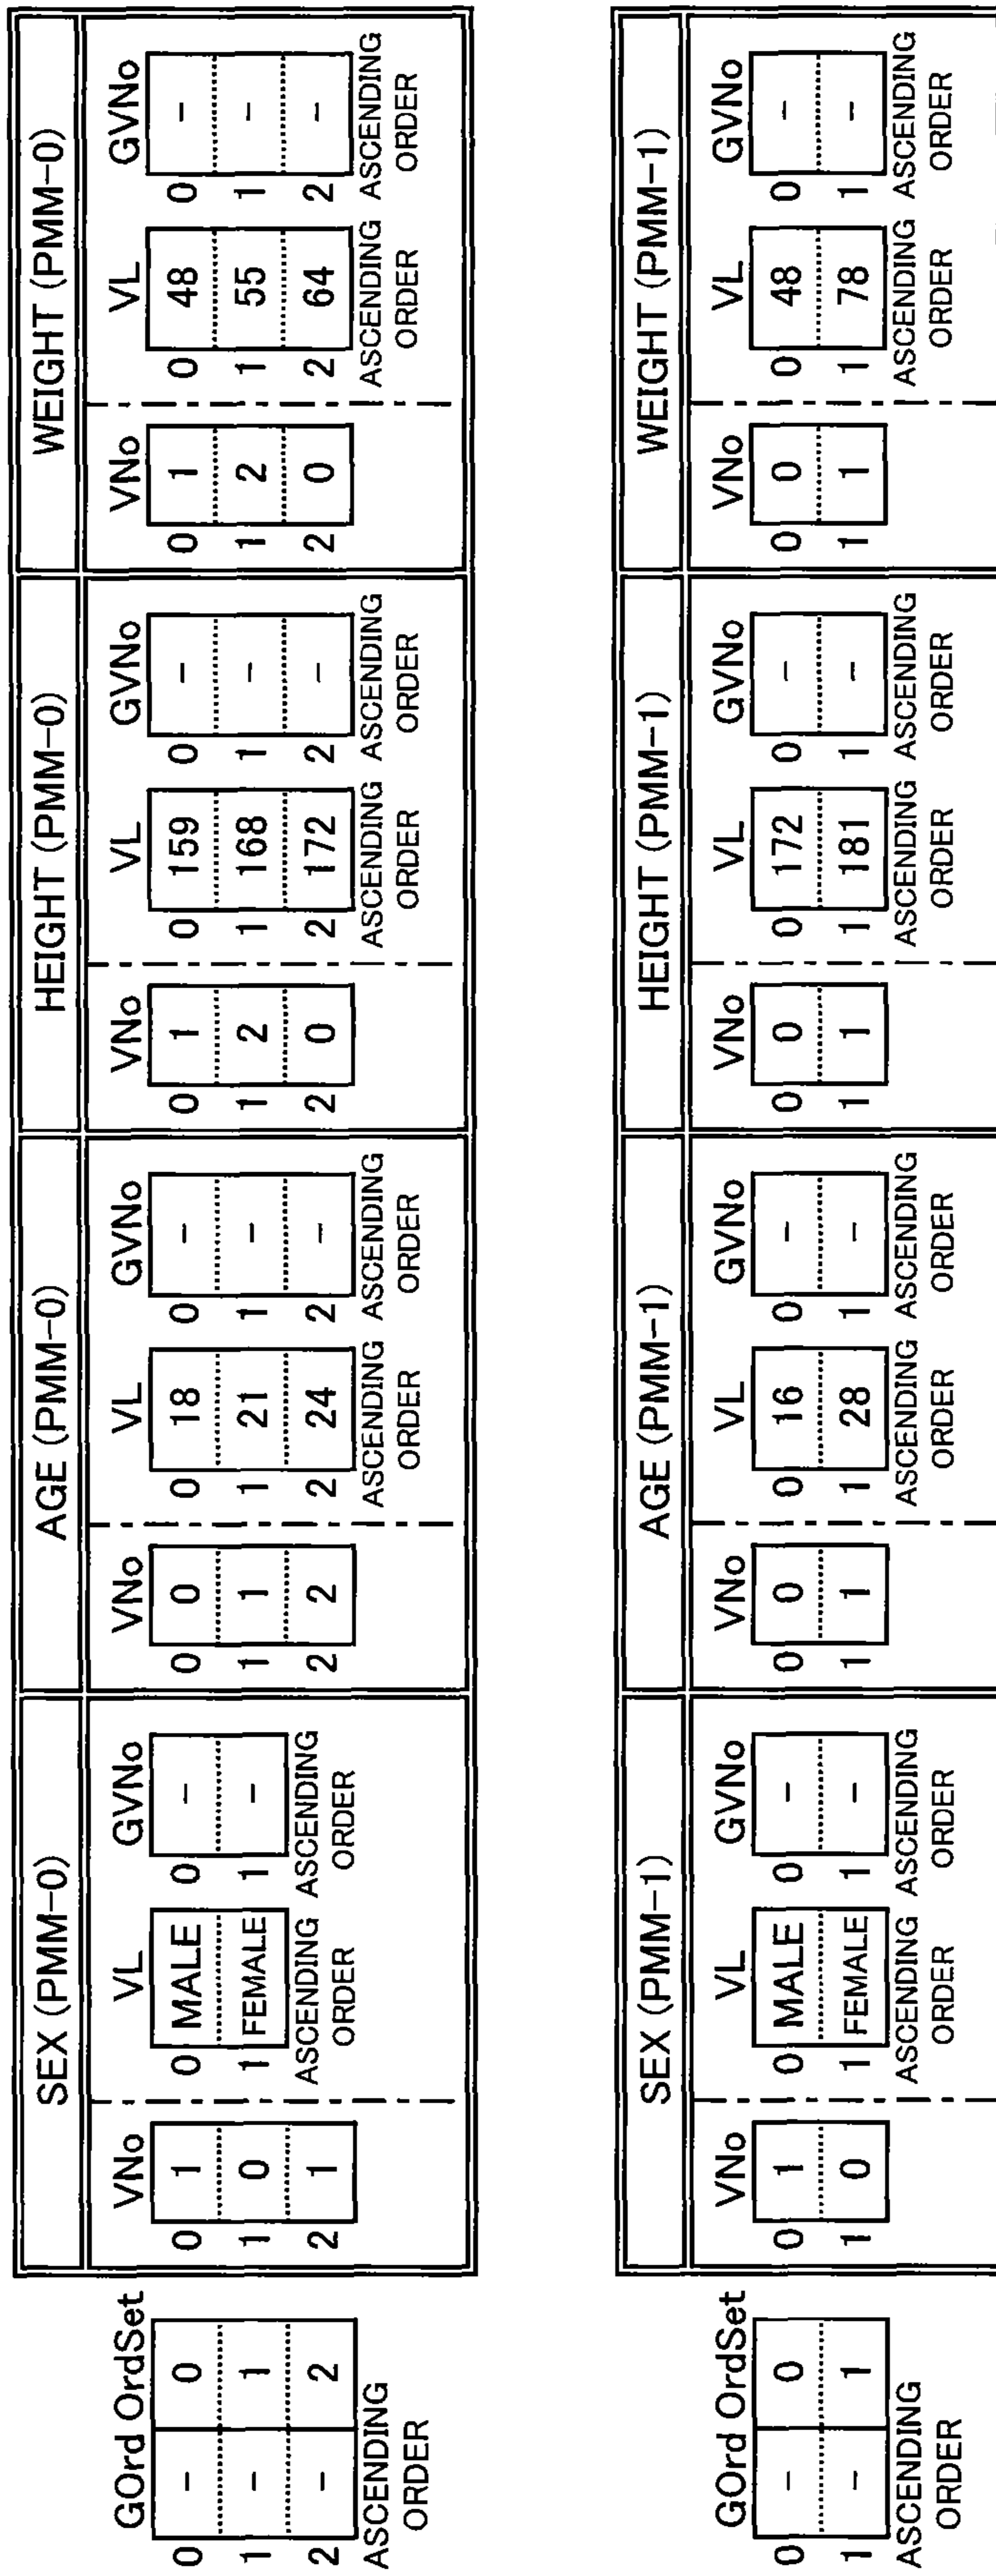 SEX (PMM-0) AGE (PMM-0) HEIGHT (PMM-0) WEIGHT (PMM-0)
GOrd OrdSet VNo VL GVNo VNo VL GVNo VNo VL GVNo VNo VL GVNo
0 - 0 0 1 0 MALE 0 - 0 0 0 18 0 - 0 1 0 159 0 - 0 1 0 48 0 -
1 - 1 1 0 1 FEMALE 1 - 1 1 1 21 1 - 1 2 1 168 1 - 1 2 1 55 1 -
2 - 2 2 1 ASCENDING ASCENDING 2 2 2 24 2 - 2 0 2 172 2 - 2 0 2 64 2 -
ORDER ORDER
ASCENDING ASCENDING ASCENDING ASCENDING ASCENDING ASCENDING ASCENDING
ORDER ORDER ORDER ORDER ORDER ORDER ORDER
SEX (PMM-1) AGE (PMM-1) HEIGHT (PMM-1) WEIGHT (PMM-1)
GOrd OrdSet VNo VL GVNo VNo VL GVNo VNo VL GVNo VNo VL GVNo
0 - 0 0 1 0 MALE 0 - 0 0 0 16 0 - 0 0 0 172 0 - 0 0 0 48 0 -
1 - 1 1 0 1 FEMALE 1 - 1 1 1 28 1 - 1 1 1 181 1 - 1 1 1 78 1 -
ASCENDING ASCENDING ASCENDING ASCENDING ASCENDING ASCENDING ASCENDING ASCENDING ASCENDING
ORDER ORDER ORDER ORDER ORDER ORDER ORDER ORDER ORDER